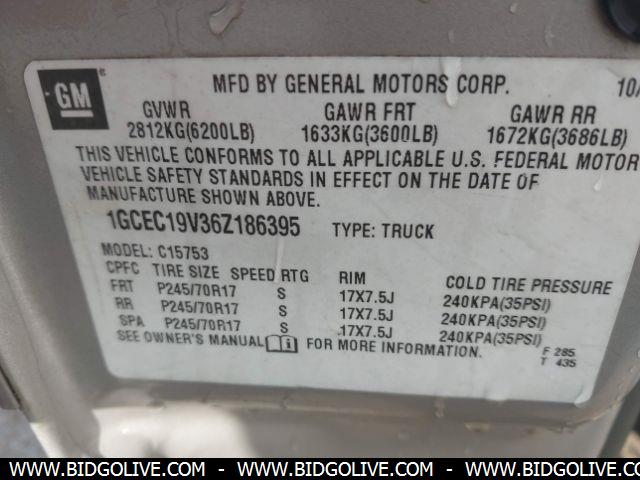 GM
MFD BY GENERAL MOTORS CORP. 10/
GVWR GAWR FRT GAWR RR
2812KG(6200LB) 1633KG(3600LB) 1672KG(3686LB)
THIS VEHICLE CONFORMS TO ALL APPLICABLE U.S. FEDERAL MOTOR
VEHICLE SAFETY STANDARDS IN EFFECT ON THE DATE OF
MANUFACTURE SHOWN ABOVE.
1GCEC19V36Z186395 TYPE: TRUCK
MODEL: C15753
CPFC TIRE SIZE SPEED RTG RIM COLD TIRE PRESSURE
FRT P245/70R17 S 17X7.5J 240KPA(35PSI)
RR P245/70R17 S 17X7.5J 240KPA(35PSI)
SPA P245/70R17 S 17X7.5J 240KPA(35PSI)
SEE OWNER'S MANUAL FOR MORE INFORMATION.
F 285
T 435
WWW.BIDGOLIVE.COM - WWW.BIDGOLIVE.COM - WWW.BIDGOLIVE.COM